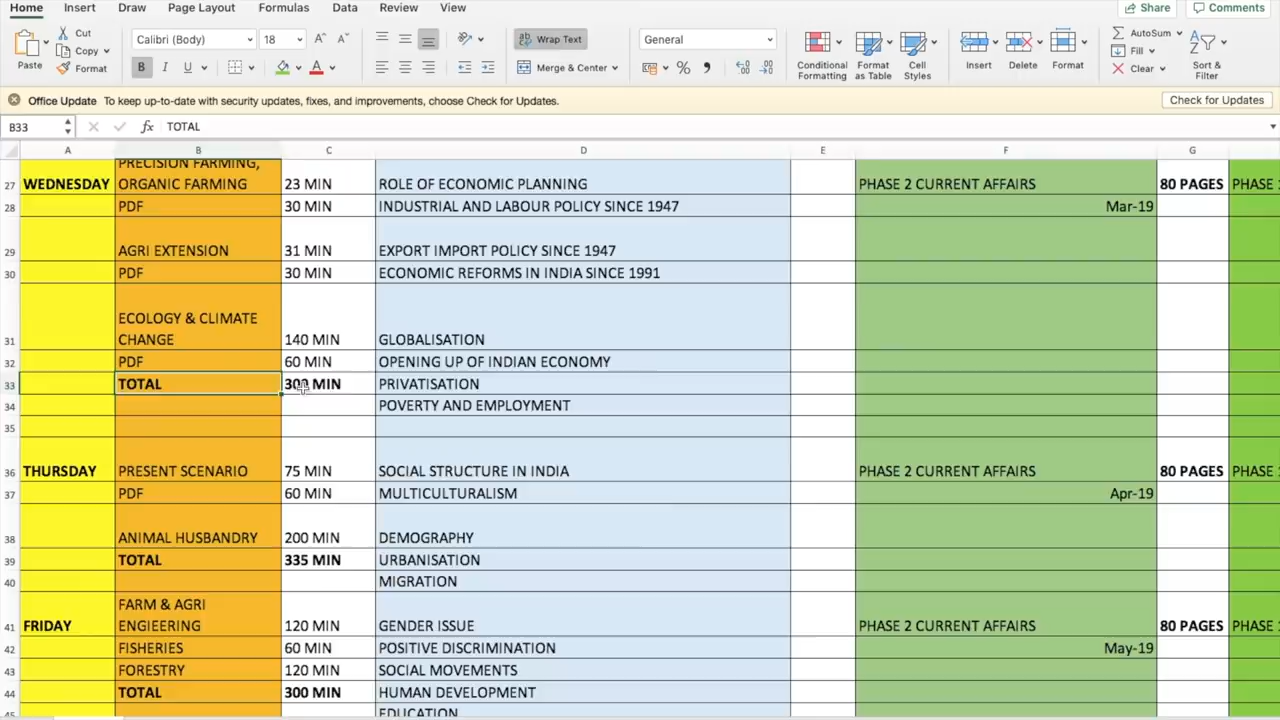 Home Insert Draw Page Layout Formulas Data Review View Share Comments
Paste Cut Copy Format
Calibri (Body) 18 A A
B I U A
ab Wrap Text
Merge & Center
General
%
Conditional Formatting
Format as Table
Cell Styles
Insert Delete Format
AutoSum
Fill
Clear
Sort & Filter
Office Update To keep up-to-date with security updates, fixes, and improvements, choose Check for Updates. Check for Updates
B33 fx TOTAL
A B C D E F G
PRECISION FARMING,
27 WEDNESDAY ORGANIC FARMING 23 MIN ROLE OF ECONOMIC PLANNING PHASE 2 CURRENT AFFAIRS 80 PAGES PHASE
28 PDF 30 MIN INDUSTRIAL AND LABOUR POLICY SINCE 1947 Mar-19
29 AGRI EXTENSION 31 MIN EXPORT IMPORT POLICY SINCE 1947
30 PDF 30 MIN ECONOMIC REFORMS IN INDIA SINCE 1991
ECOLOGY & CLIMATE
31 CHANGE 140 MIN GLOBALISATION
32 PDF 60 MIN OPENING UP OF INDIAN ECONOMY
33 TOTAL 300 MIN PRIVATISATION
34 POVERTY AND EMPLOYMENT
35
36 THURSDAY PRESENT SCENARIO 75 MIN SOCIAL STRUCTURE IN INDIA PHASE 2 CURRENT AFFAIRS 80 PAGES PHASE
37 PDF 60 MIN MULTICULTURALISM Apr-19
38 ANIMAL HUSBANDRY 200 MIN DEMOGRAPHY
39 TOTAL 335 MIN URBANISATION
40 MIGRATION
FARM & AGRI
41 FRIDAY ENGIEERING 120 MIN GENDER ISSUE PHASE 2 CURRENT AFFAIRS 80 PAGES PHASE
42 FISHERIES 60 MIN POSITIVE DISCRIMINATION May-19
43 FORESTRY 120 MIN SOCIAL MOVEMENTS
44 TOTAL 300 MIN HUMAN DEVELOPMENT
45 EDUCATION